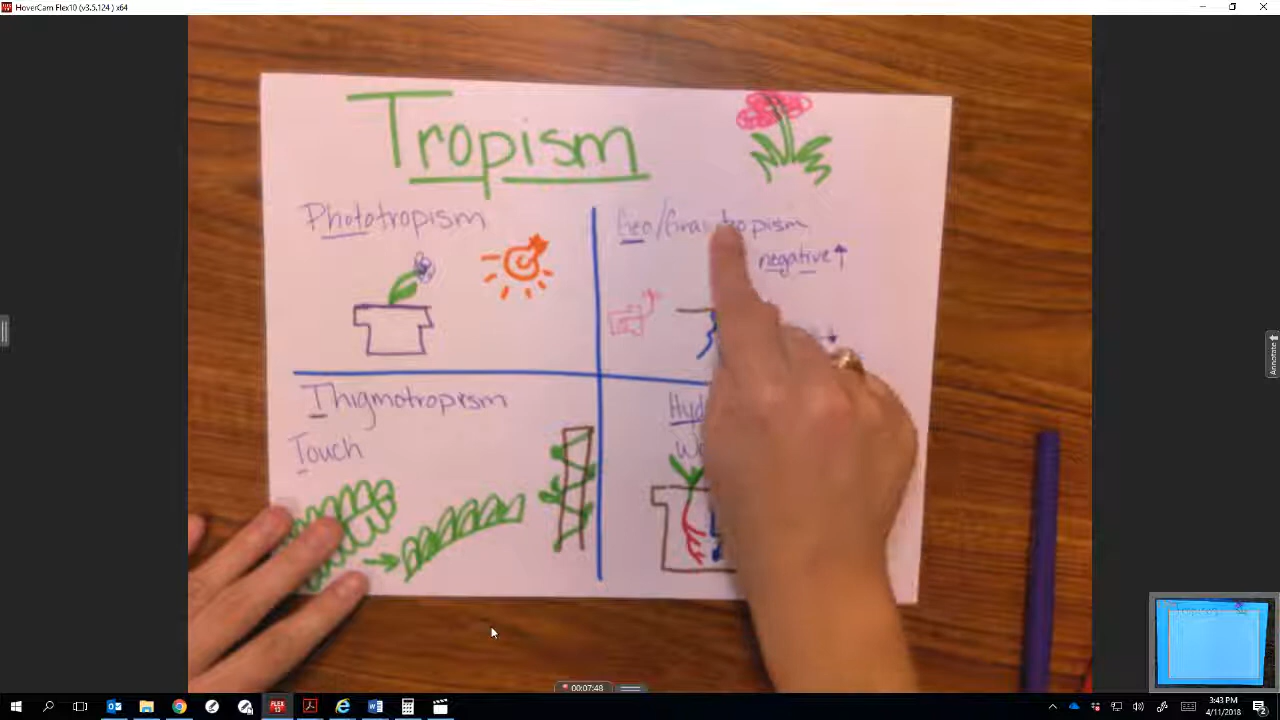 HoverCam Flex10 (v3.5.124 ) x64
Tropism
Phototropism
negative ↑
Thigmotropism
Touch
Annotate
00:07:48
3:43 PM
4/11/2018